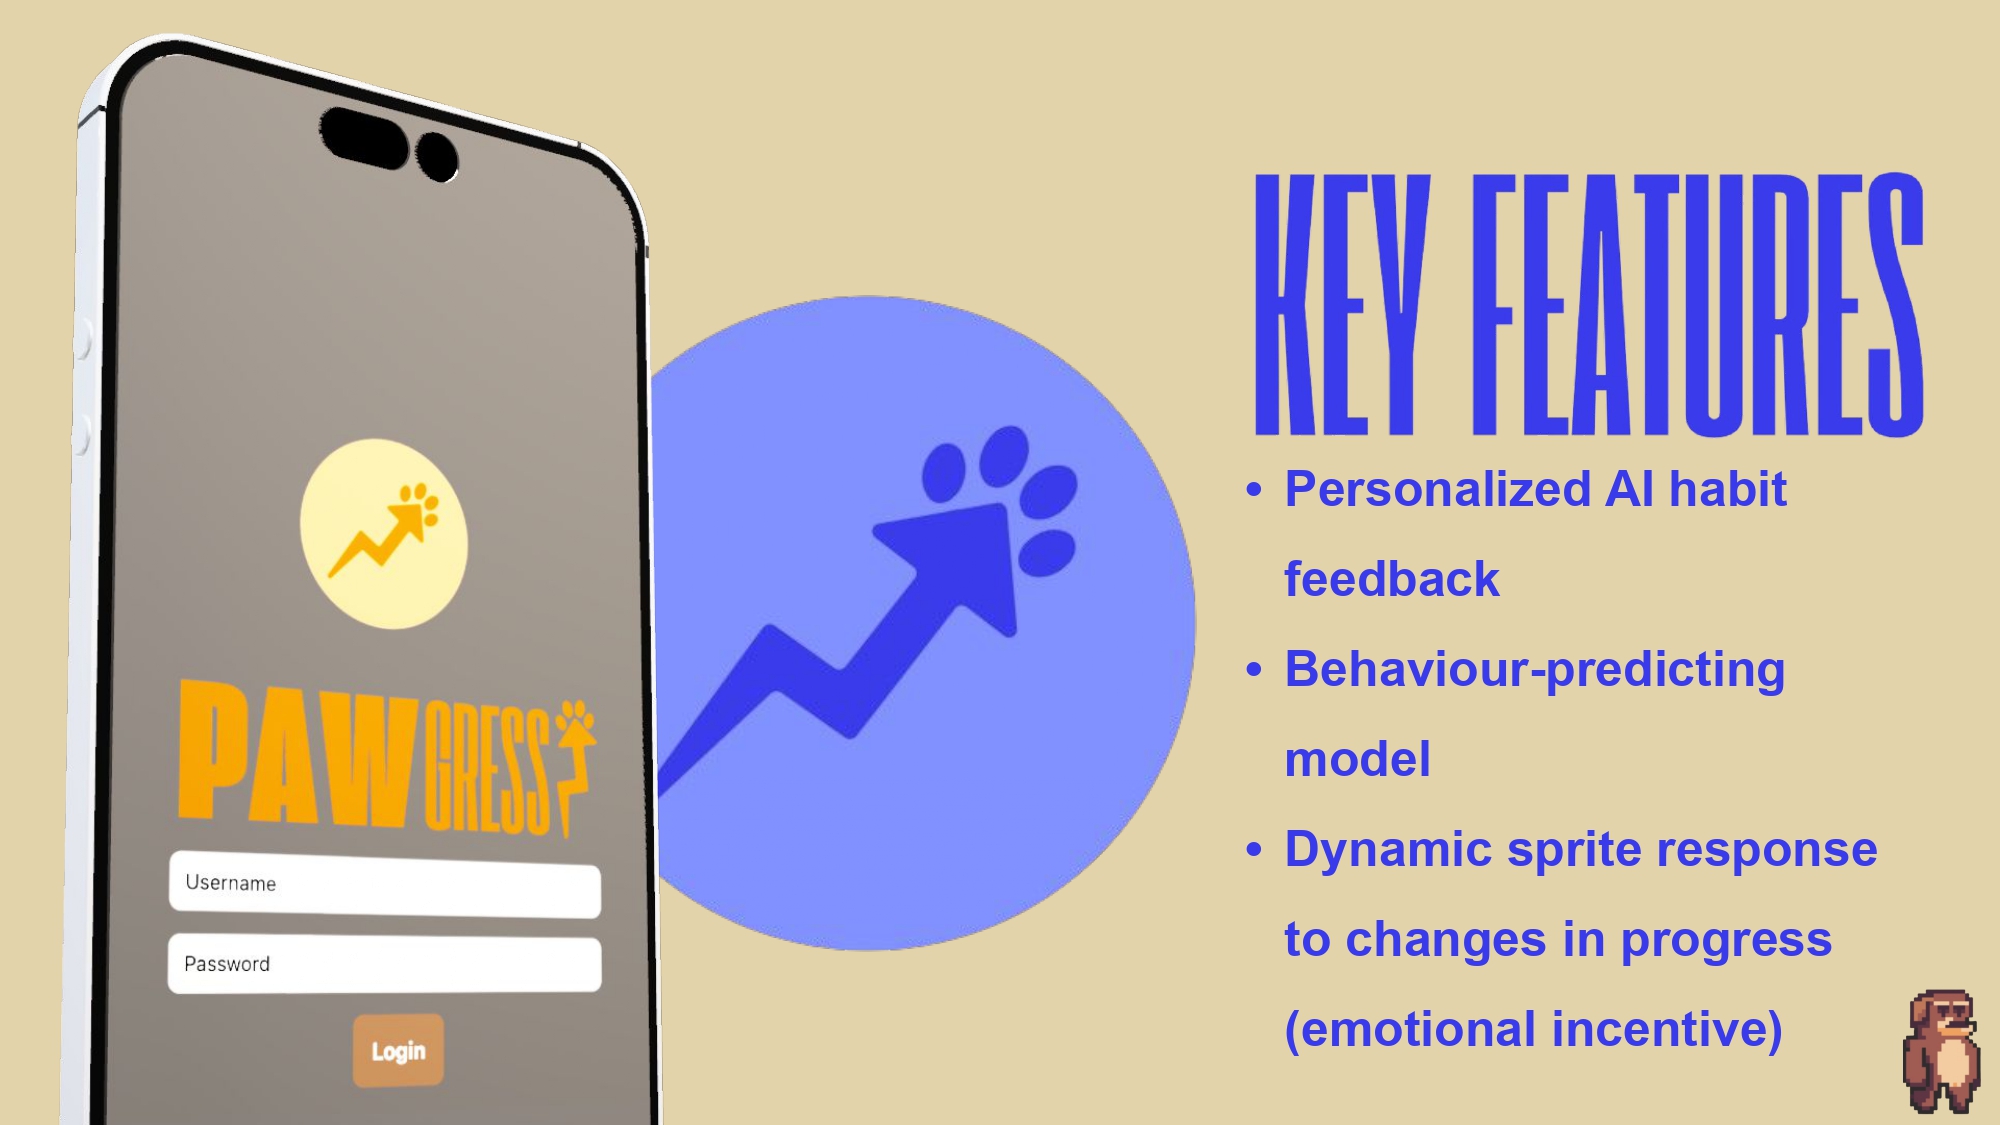 PAWGRESS
Username
Password
Login
KEY FEATURES
• Personalized AI habit
feedback
• Behaviour-predicting
model
• Dynamic sprite response
to changes in progress
(emotional incentive)